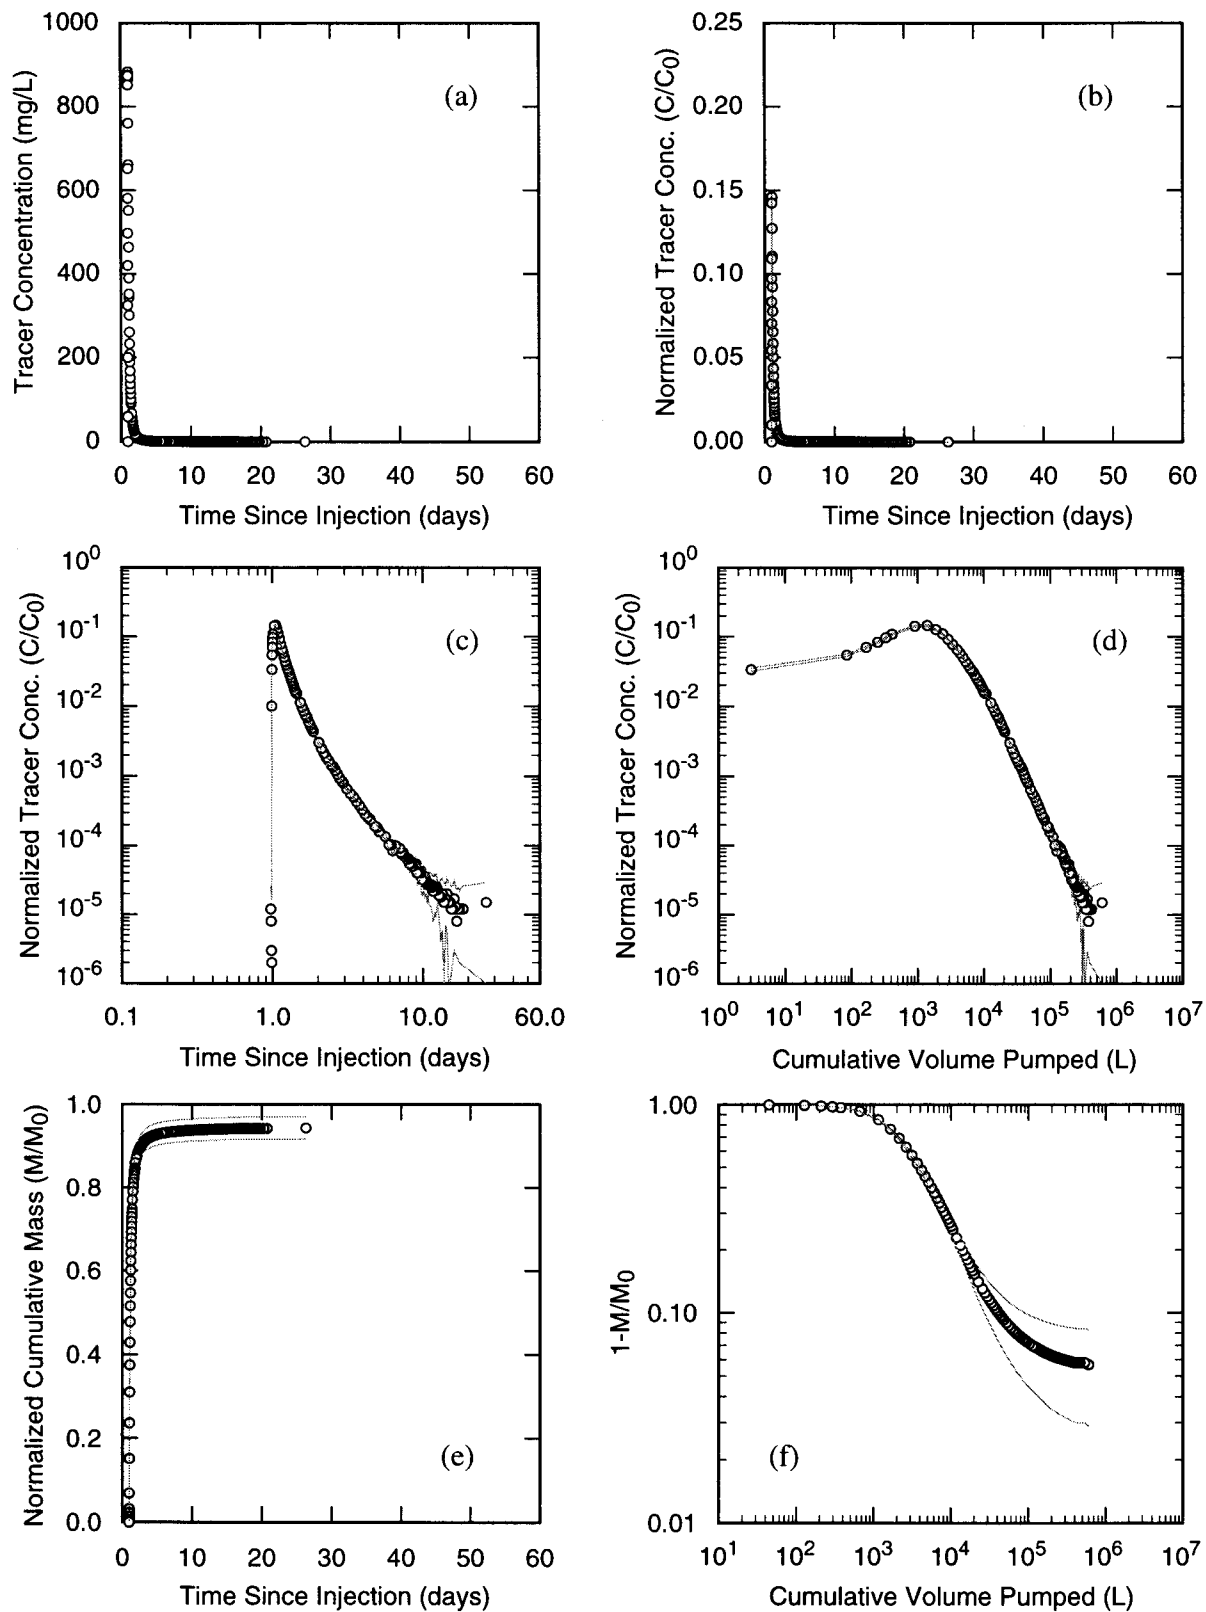 1000
800
600
400
200
0
Tracer Concentration (mg/L)
(a)
0 10 20 30 40 50 60
Time Since Injection (days)
0.25
0.20
0.15
0.10
0.05
0.00
Normalized Tracer Conc. (C/C0)
(b)
0 10 20 30 40 50 60
Time Since Injection (days)
10^0
10^-1
10^-2
10^-3
10^-4
10^-5
10^-6
Normalized Tracer Conc. (C/C0)
(c)
0.1 1.0 10.0 60.0
Time Since Injection (days)
10^0
10^-1
10^-2
10^-3
10^-4
10^-5
10^-6
Normalized Tracer Conc. (C/C0)
(d)
10^0 10^1 10^2 10^3 10^4 10^5 10^6 10^7
Cumulative Volume Pumped (L)
1.0
0.8
0.6
0.4
0.2
0.0
Normalized Cumulative Mass (M/M0)
(e)
0 10 20 30 40 50 60
Time Since Injection (days)
1.00
0.10
0.01
1-M/M0
(f)
10^1 10^2 10^3 10^4 10^5 10^6 10^7
Cumulative Volume Pumped (L)